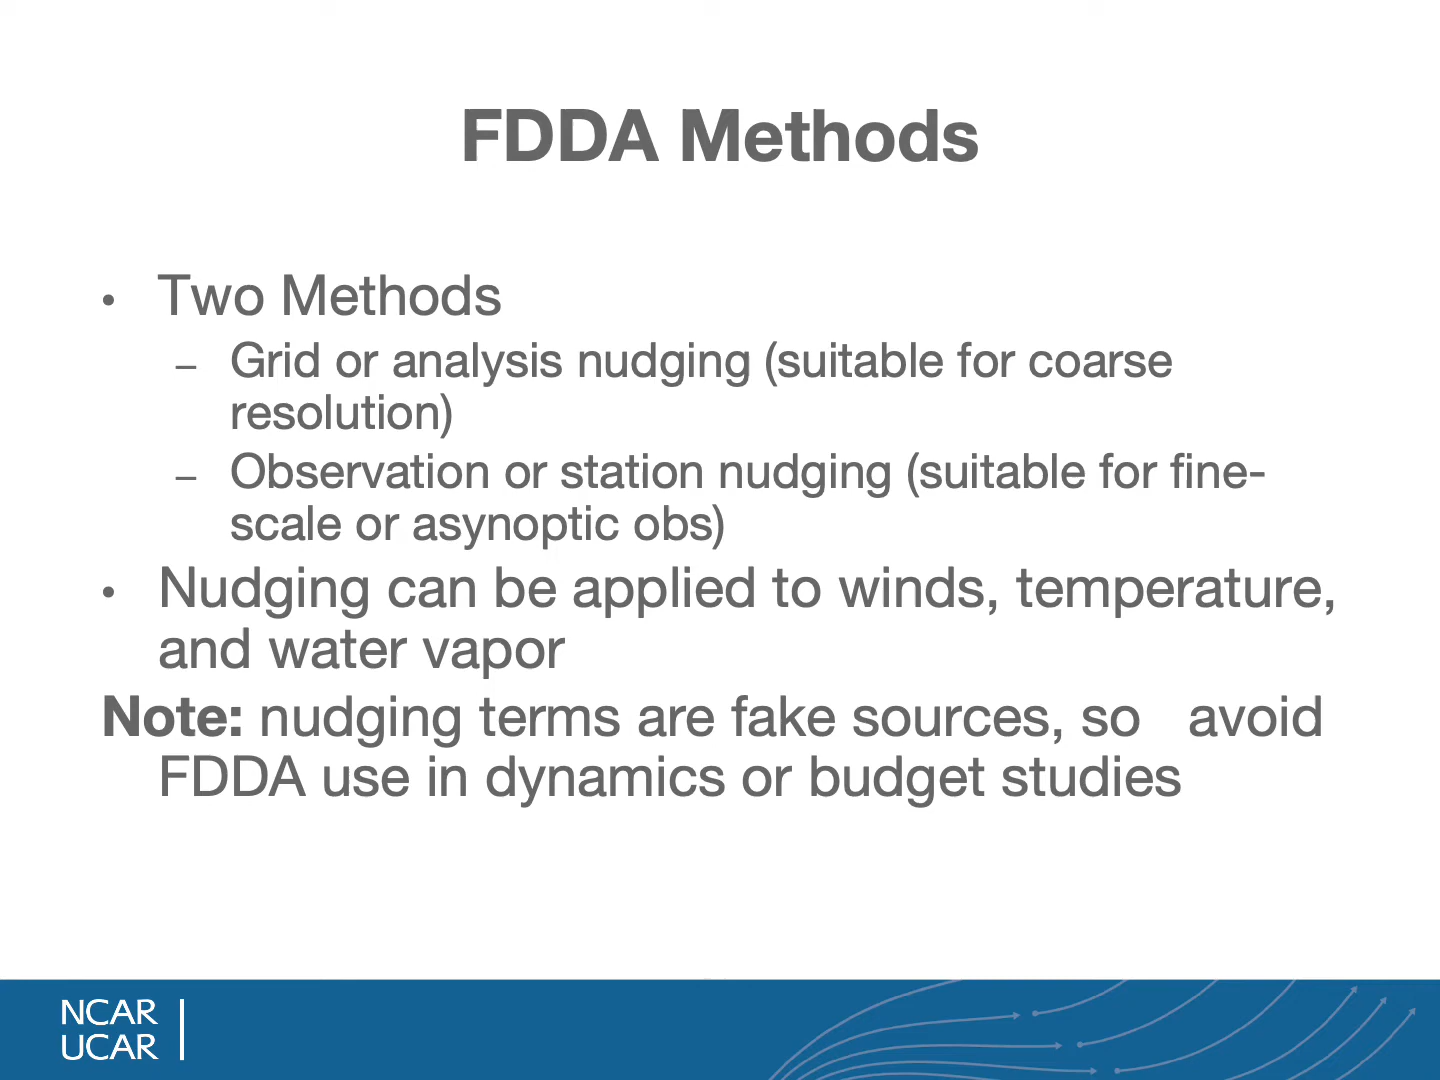 FDDA Methods
• Two Methods
– Grid or analysis nudging (suitable for coarse
resolution)
– Observation or station nudging (suitable for fine-
scale or asynoptic obs)
• Nudging can be applied to winds, temperature,
and water vapor
Note: nudging terms are fake sources, so avoid
FDDA use in dynamics or budget studies
NCAR
UCAR